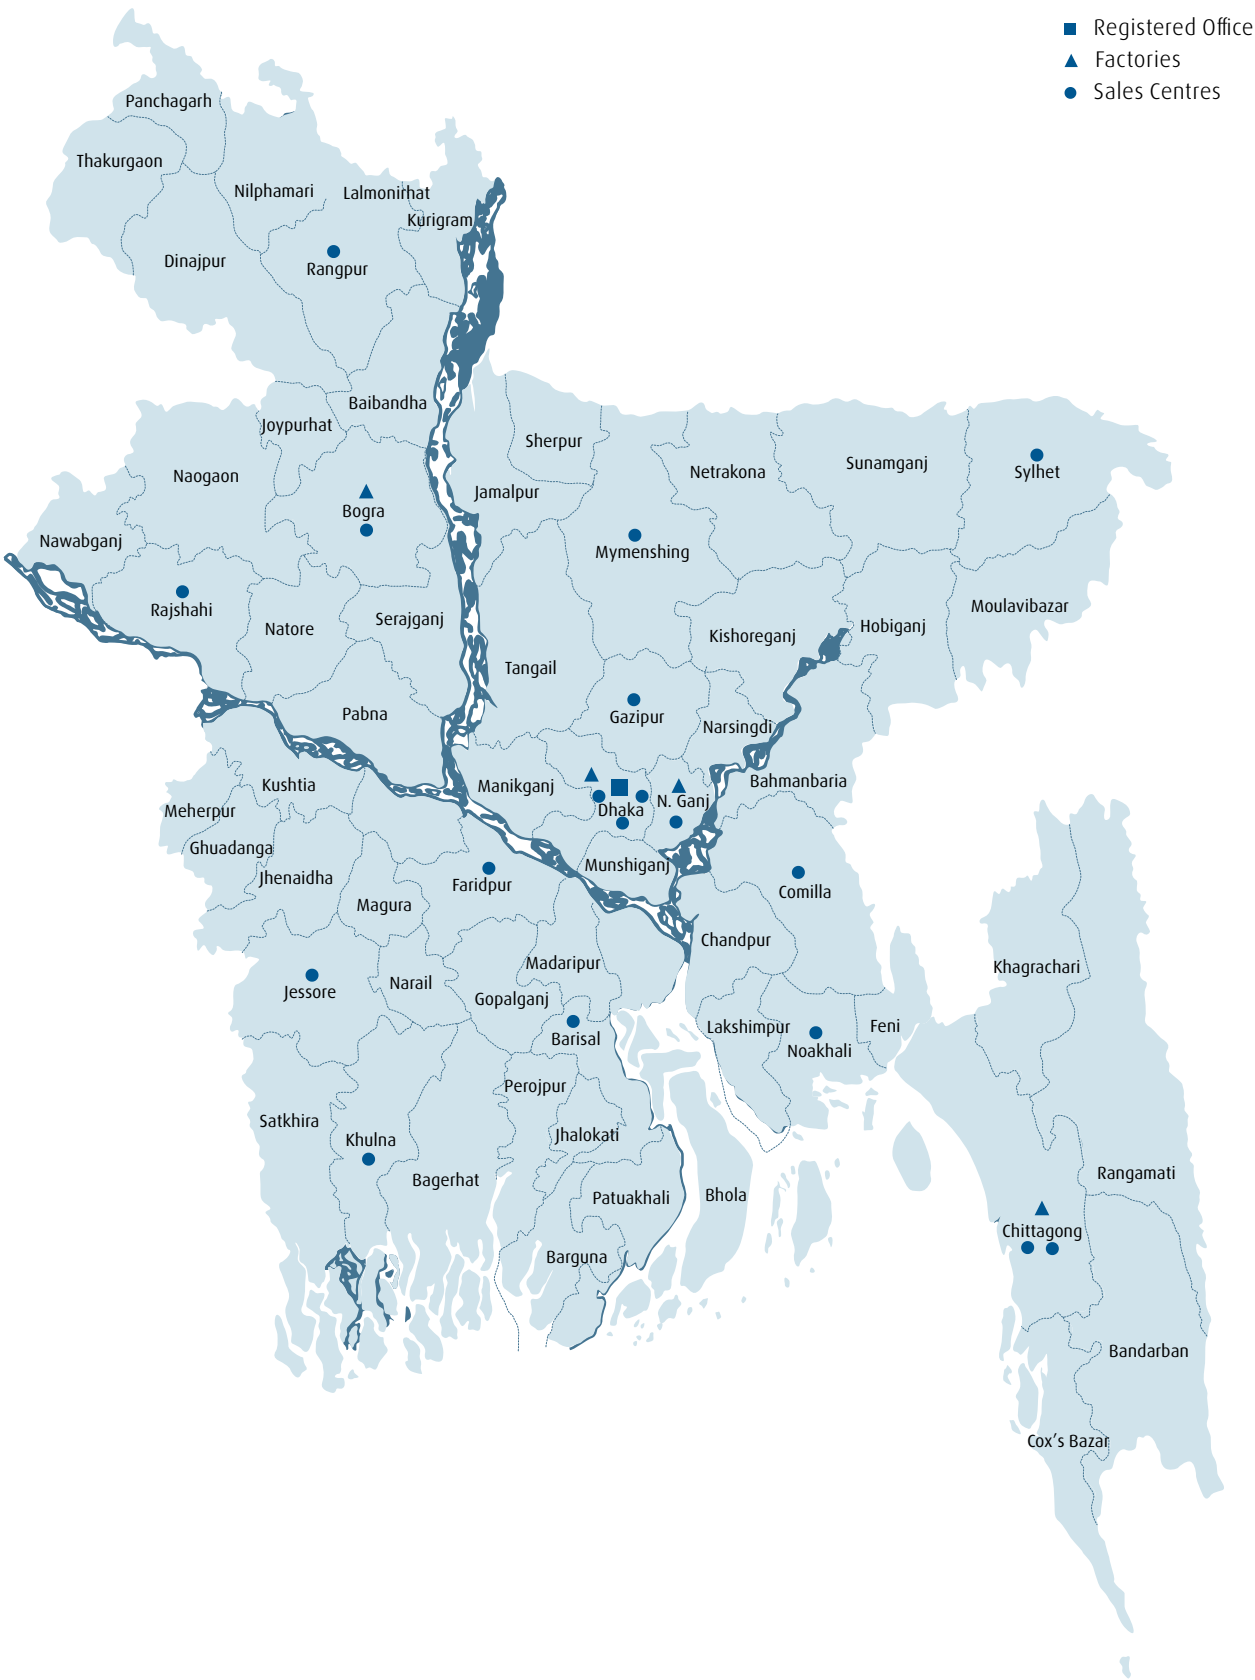 Registered Office
Factories
Sales Centres
Panchagarh
Thakurgaon
Nilphamari
Lalmonirhat
Kurigram
Dinajpur
Rangpur
Baibandha
Joypurhat
Sherpur
Naogaon
Netrakona
Sunamganj
Sylhet
Jamalpur
Bogra
Nawabganj
Mymenshing
Rajshahi
Moulavibazar
Serajganj
Natore
Kishoreganj
Hobiganj
Tangail
Pabna
Gazipur
Narsingdi
Kushtia
Manikganj
Bahmanbaria
Meherpur
Dhaka
N. Ganj
Ghuadanga
Munshiganj
Jhenaidha
Faridpur
Comilla
Magura
Chandpur
Madaripur
Khagrachari
Jessore
Narail
Gopalganj
Lakshimpur
Feni
Barisal
Noakhali
Perojpur
Satkhira
Khulna
Jhalokati
Bagerhat
Patuakhali
Bhola
Rangamati
Chittagong
Barguna
Bandarban
Cox's Bazar